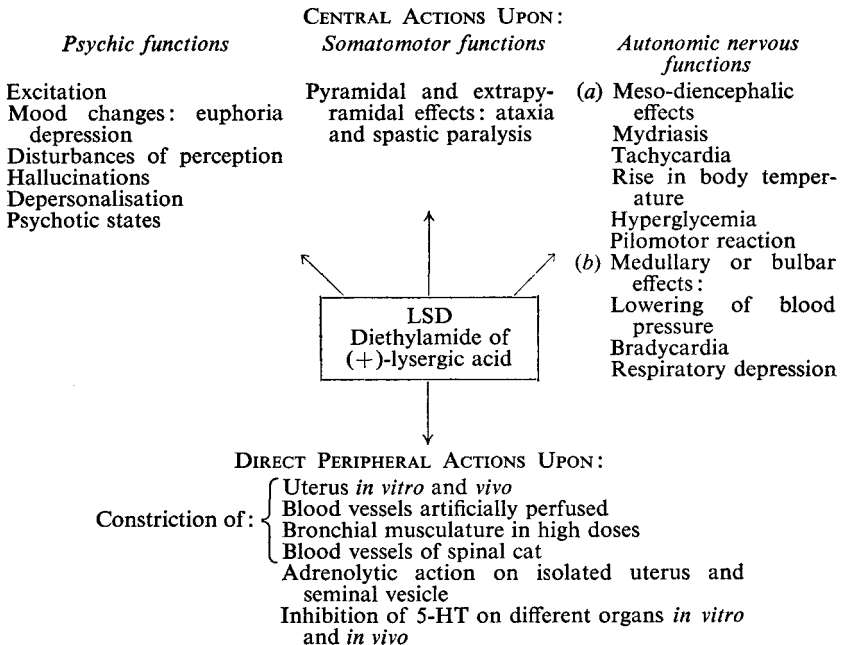 CENTRAL ACTIONS UPON:
Psychic functions
Excitation
Mood changes: euphoria
depression
Disturbances of perception
Hallucinations
Depersonalisation
Psychotic states
Somatomotor functions
Pyramidal and extrapy-
ramidal effects: ataxia
and spastic paralysis
Autonomic nervous
functions
(a) Meso-diencephalic
effects
Mydriasis
Tachycardia
Rise in body temper-
ature
Hyperglycemia
Pilomotor reaction
(b) Medullary or bulbar
effects:
Lowering of blood
pressure
Bradycardia
Respiratory depression
LSD
Diethylamide of
(+)-lysergic acid
DIRECT PERIPHERAL ACTIONS UPON:
Constriction of:
Uterus in vitro and vivo
Blood vessels artificially perfused
Bronchial musculature in high doses
Blood vessels of spinal cat
Adrenolytic action on isolated uterus and
seminal vesicle
Inhibition of 5-HT on different organs in vitro
and in vivo